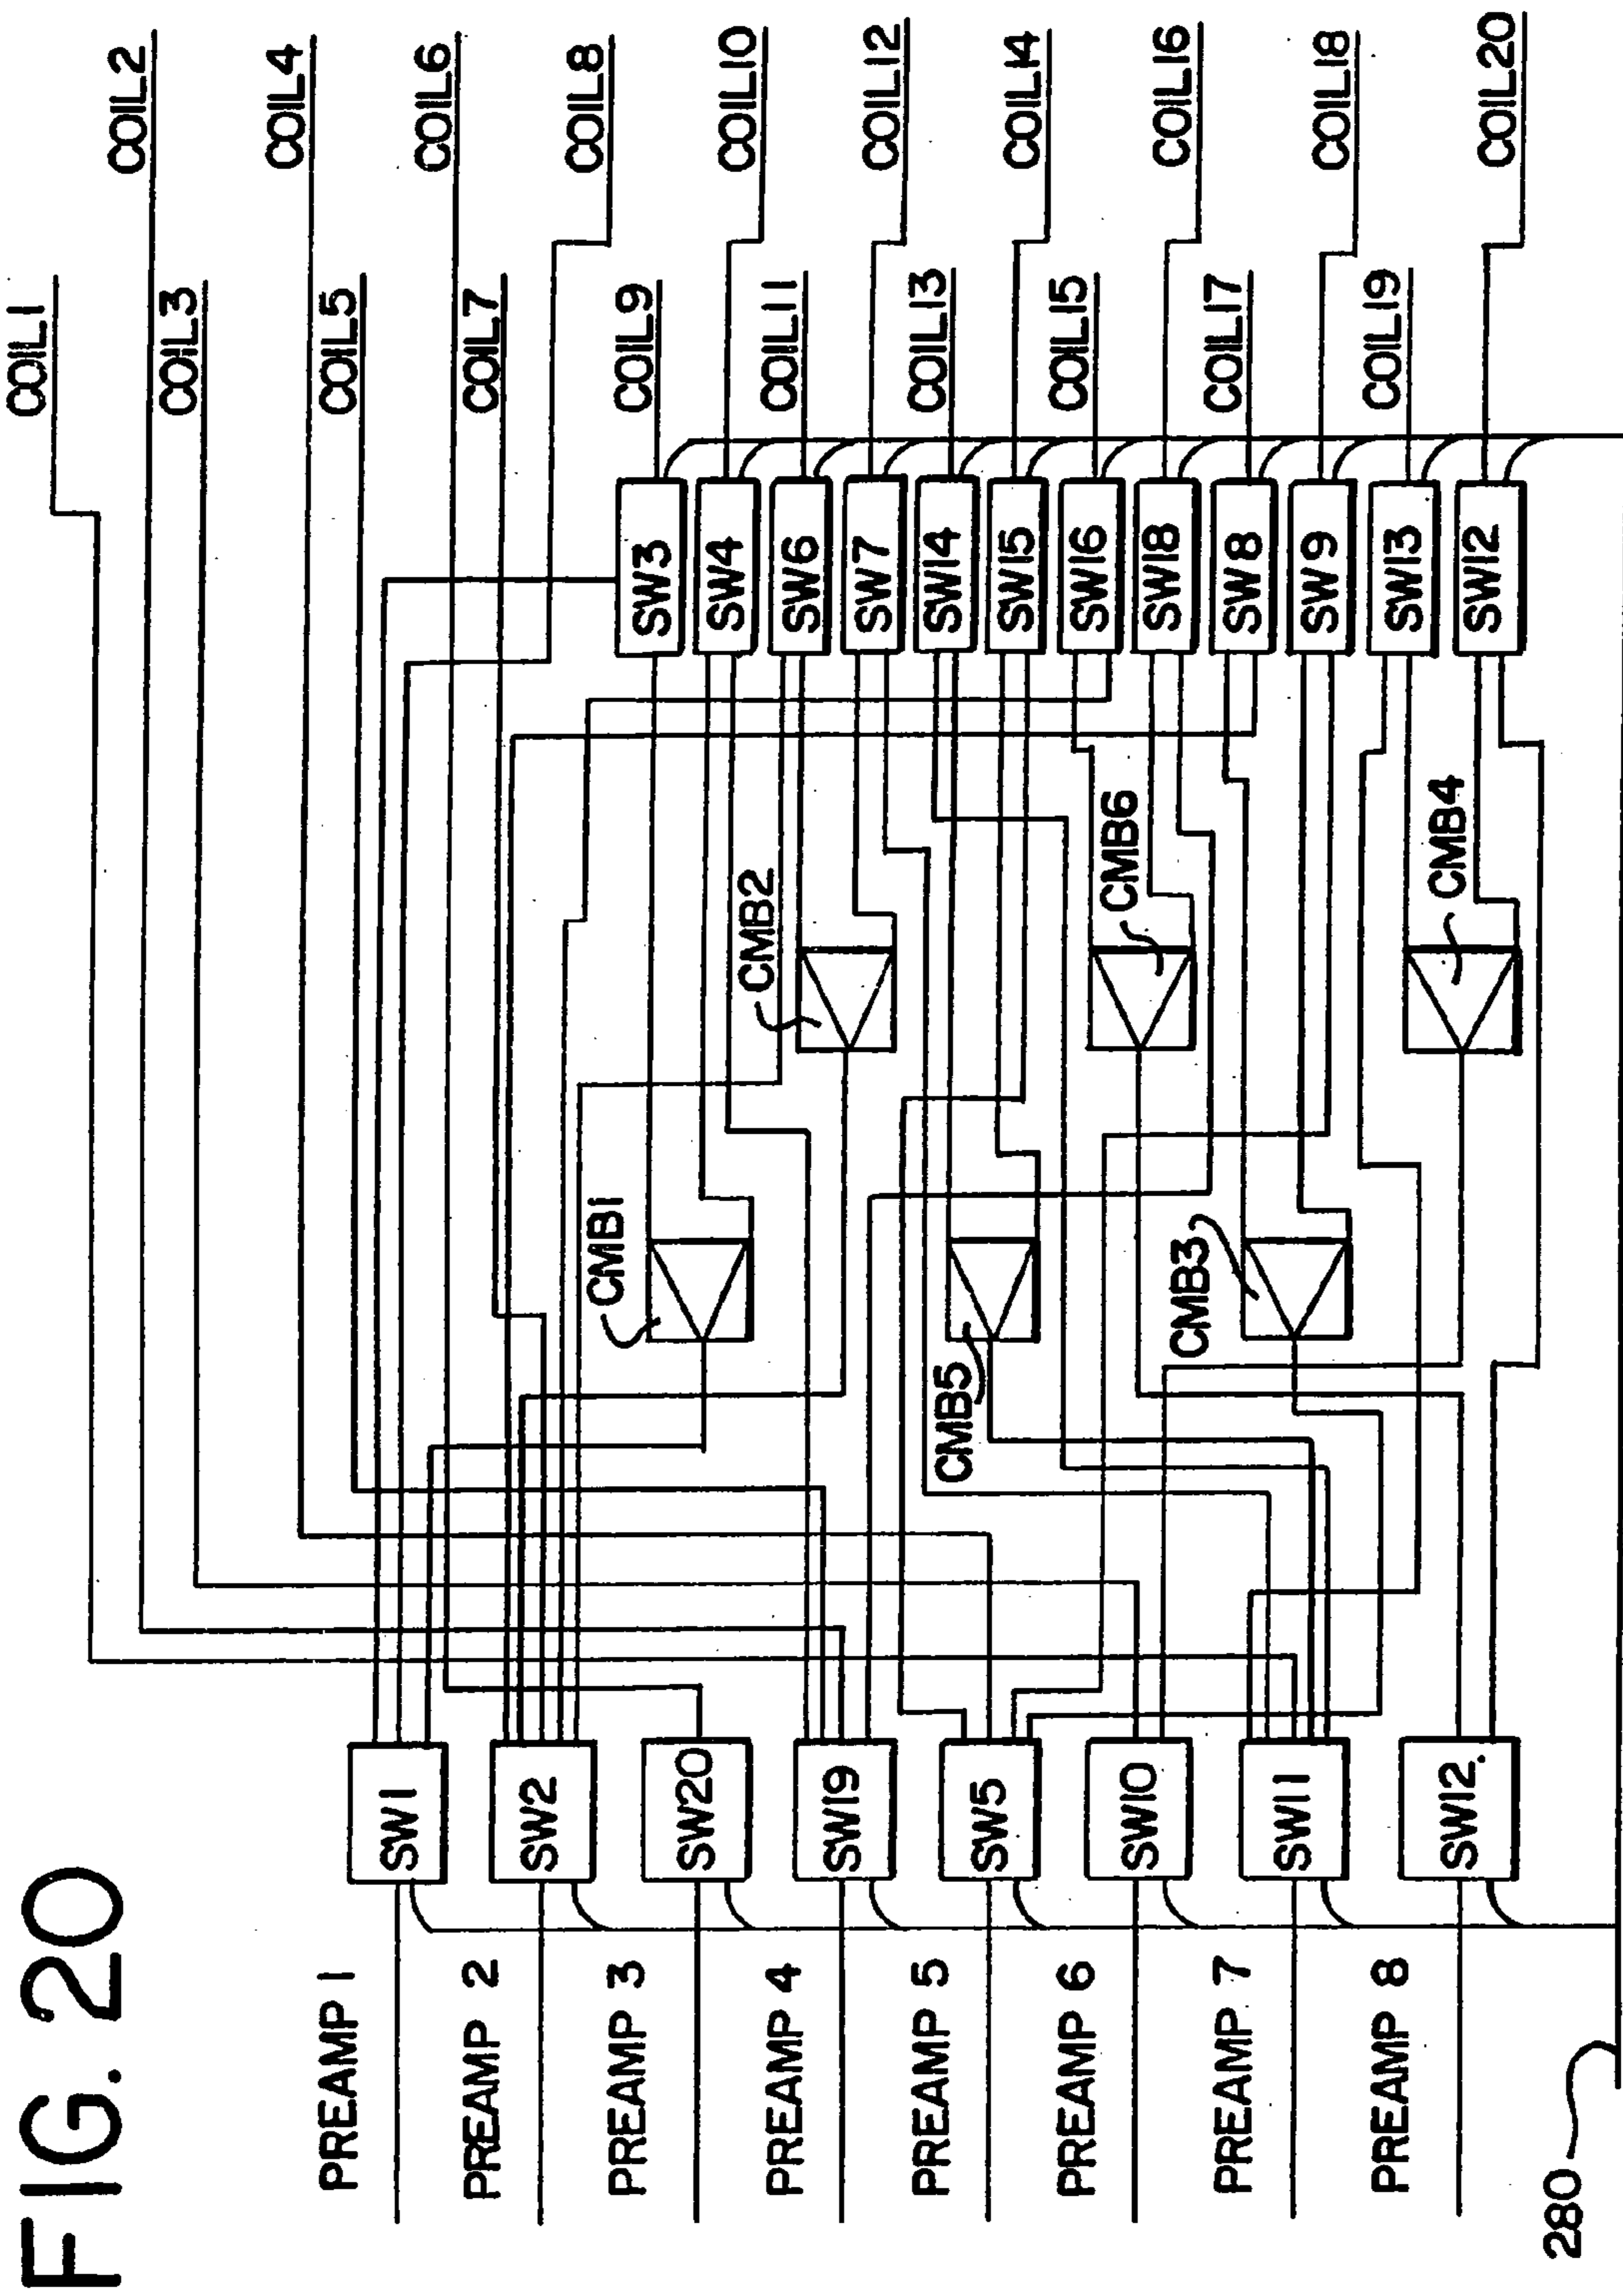 FIG. 20
COIL1
COIL2
COIL3
COIL4
COIL5
COIL6
COIL7
COIL8
COIL9
COIL10
COIL11
COIL12
COIL13
COIL14
COIL15
COIL16
COIL17
COIL18
COIL19
COIL20
PREAMP 1
PREAMP 2
PREAMP 3
PREAMP 4
PREAMP 5
PREAMP 6
PREAMP 7
PREAMP 8
SW1
SW2
SW20
SW19
SW5
SW10
SW11
SW12.
CMB1
CMB2
CMB5
CMB6
CMB3
CMB4
SW3
SW4
SW6
SW7
SW14
SW15
SW16
SW18
SW8
SW9
SW13
SW12
280